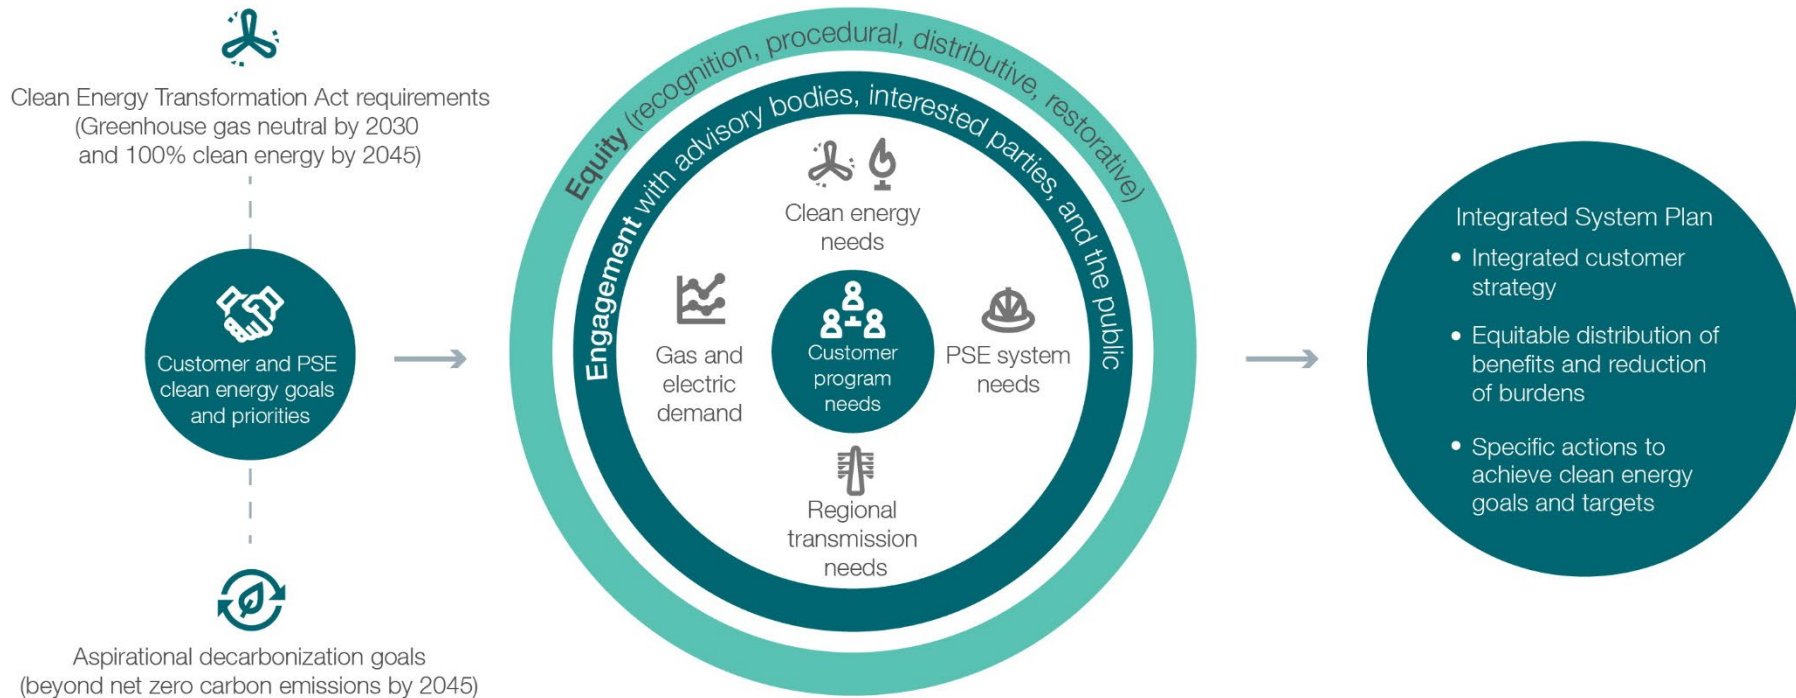 Clean Energy Transformation Act requirements
(Greenhouse gas neutral by 2030
and 100% clean energy by 2045)
Customer and PSE
clean energy goals
and priorities
Aspirational decarbonization goals
(beyond net zero carbon emissions by 2045)
Equity (recognition, procedural, distributive, restorative)
Engagement with advisory bodies, interested parties, and the public
Clean energy
needs
Gas and
electric
demand
Customer
program
needs
PSE system
needs
Regional
transmission
needs
Integrated System Plan
• Integrated customer
strategy
• Equitable distribution of
benefits and reduction
of burdens
• Specific actions to
achieve clean energy
goals and targets